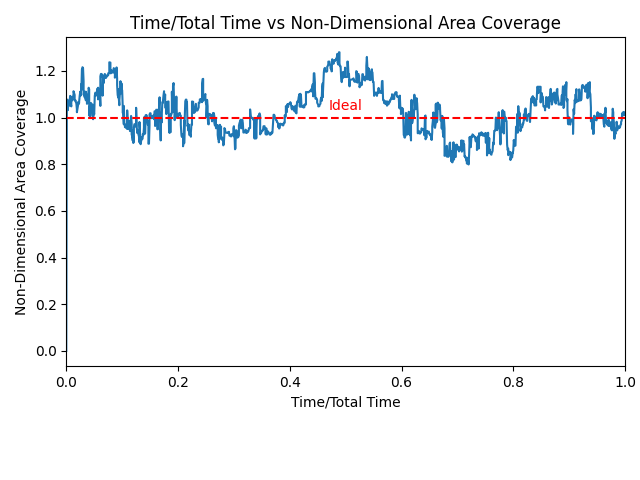 Time/Total Time vs Non-Dimensional Area Coverage
Non-Dimensional Area Coverage
1.2
1.0
0.8
0.6
0.4
0.2
0.0
Ideal
0.0 0.2 0.4 0.6 0.8 1.0
Time/Total Time